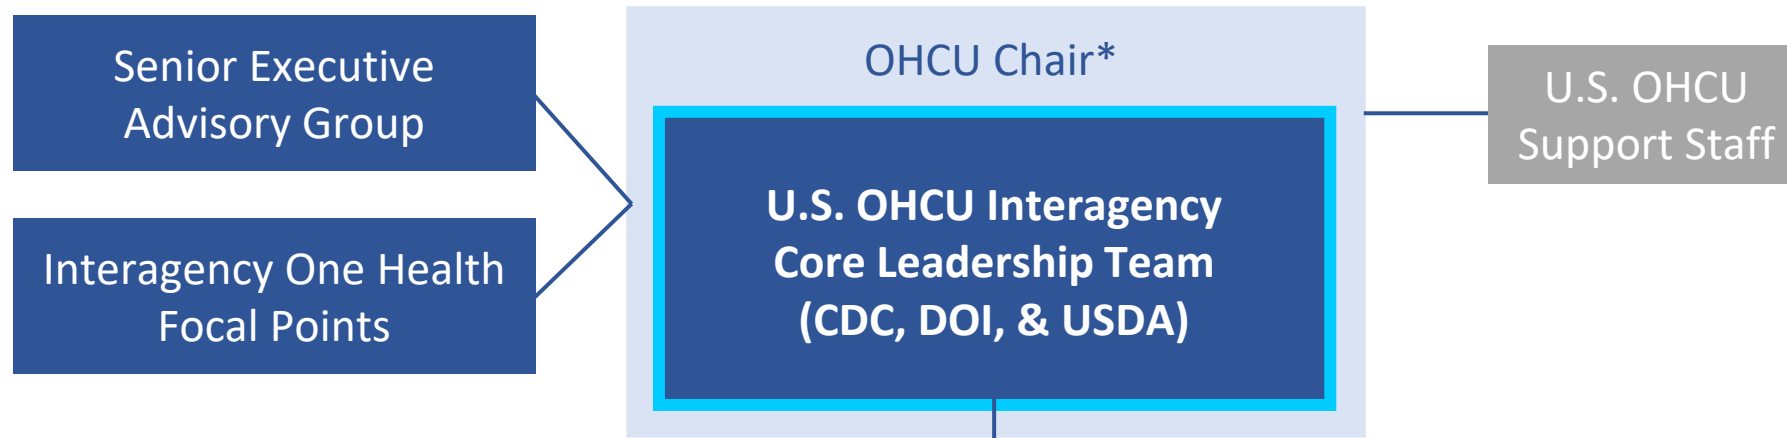 Senior Executive
Advisory Group
Interagency One Health
Focal Points
OHCU Chair*
U.S. OHCU Interagency
Core Leadership Team
(CDC, DOI, & USDA)
U.S. OHCU
Support Staff